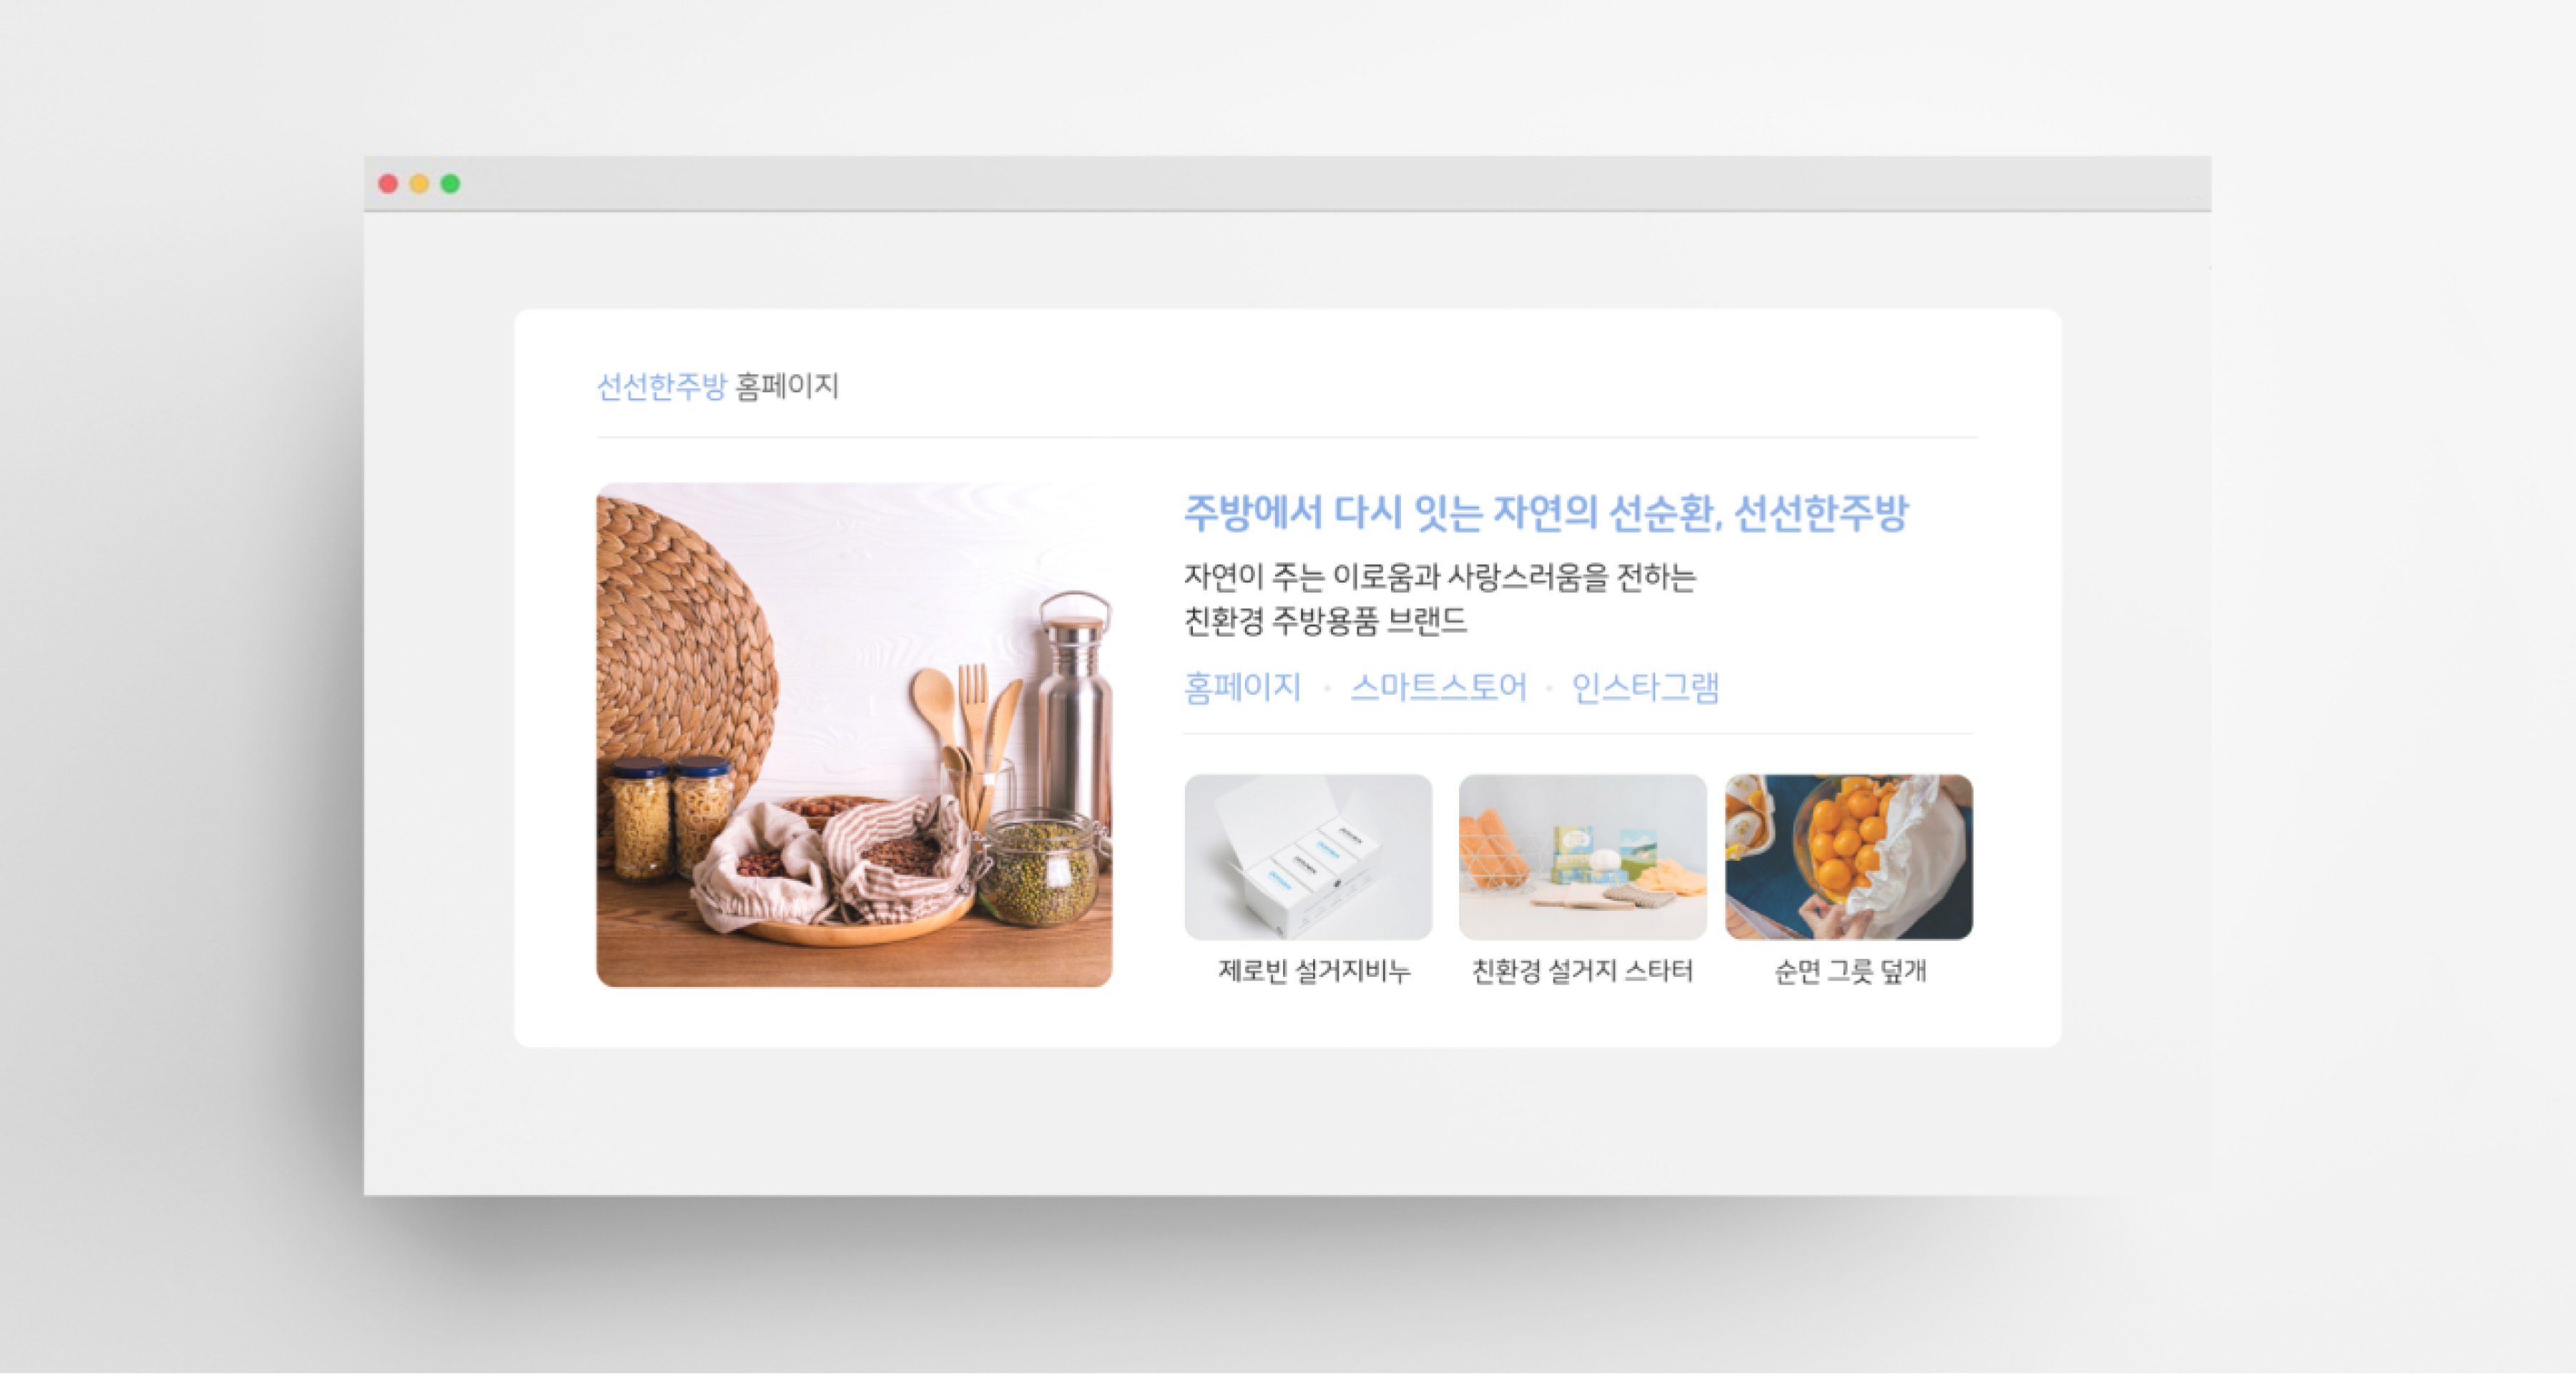 선선한주방 홈페이지
주방에서 다시 잇는 자연의 선순환, 선선한주방
자연이 주는 이로움과 사랑스러움을 전하는
친환경 주방용품 브랜드
홈페이지 · 스마트스토어 · 인스타그램
제로빈 설거지비누
친환경 설거지 스타터
순면 그릇 덮개